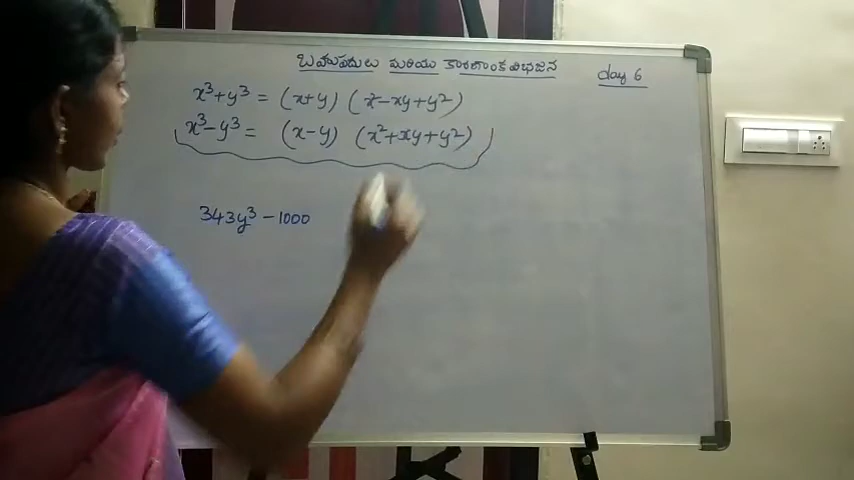 బహుపదులు మరియు కారణాంక విభజన day 6
x³+y³ = (x+y) (x²-xy+y²)
x³-y³ = (x-y) (x²+xy+y²)
343y³ - 1000